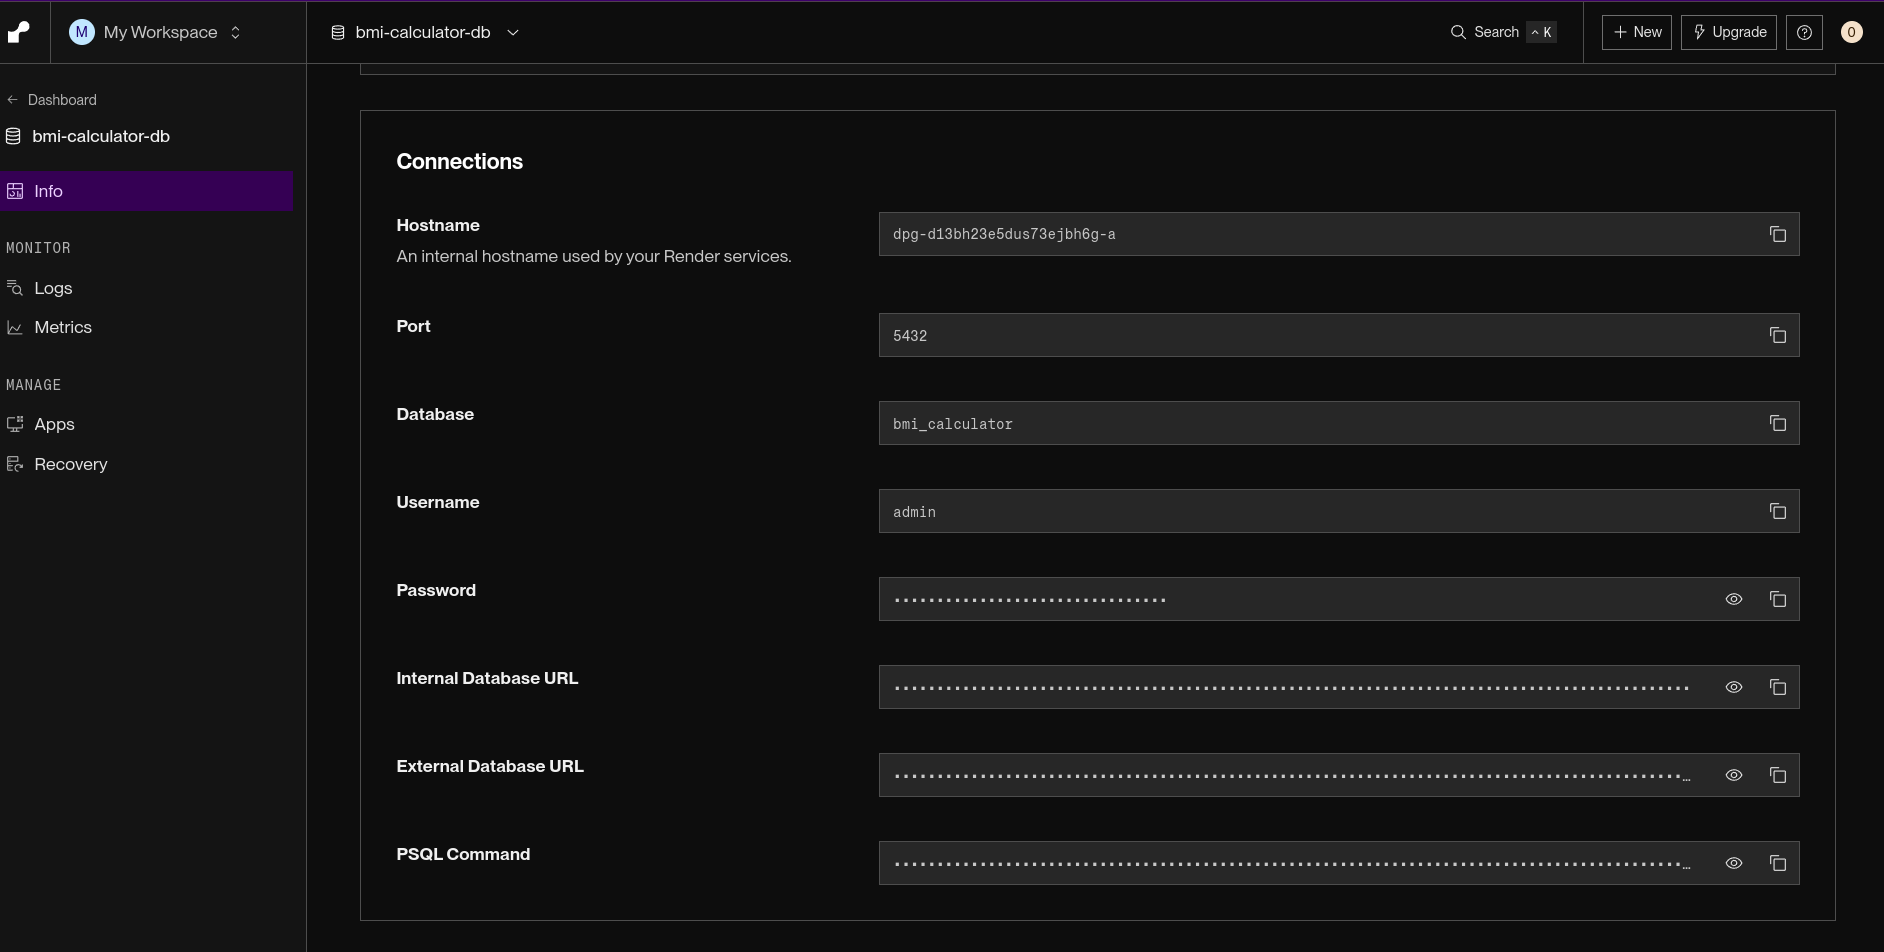 M My Workspace
bmi-calculator-db
Search ^ K
+ New
Upgrade
?
O
← Dashboard
bmi-calculator-db
Info
MONITOR
Logs
Metrics
MANAGE
Apps
Recovery
Connections
Hostname
An internal hostname used by your Render services.
dpg-d13bh23e5dus73ejbh6g-a
Port
5432
Database
bmi_calculator
Username
admin
Password
Internal Database URL
External Database URL
PSQL Command